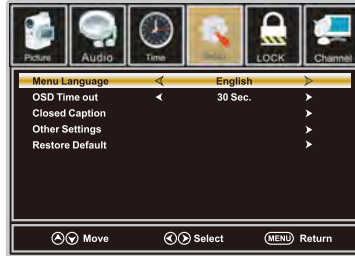 Picture Audio Time Setup LOCK Channel
Menu Language English
OSD Time out 30 Sec.
Closed Caption
Other Settings
Restore Default
Move Select MENU Return